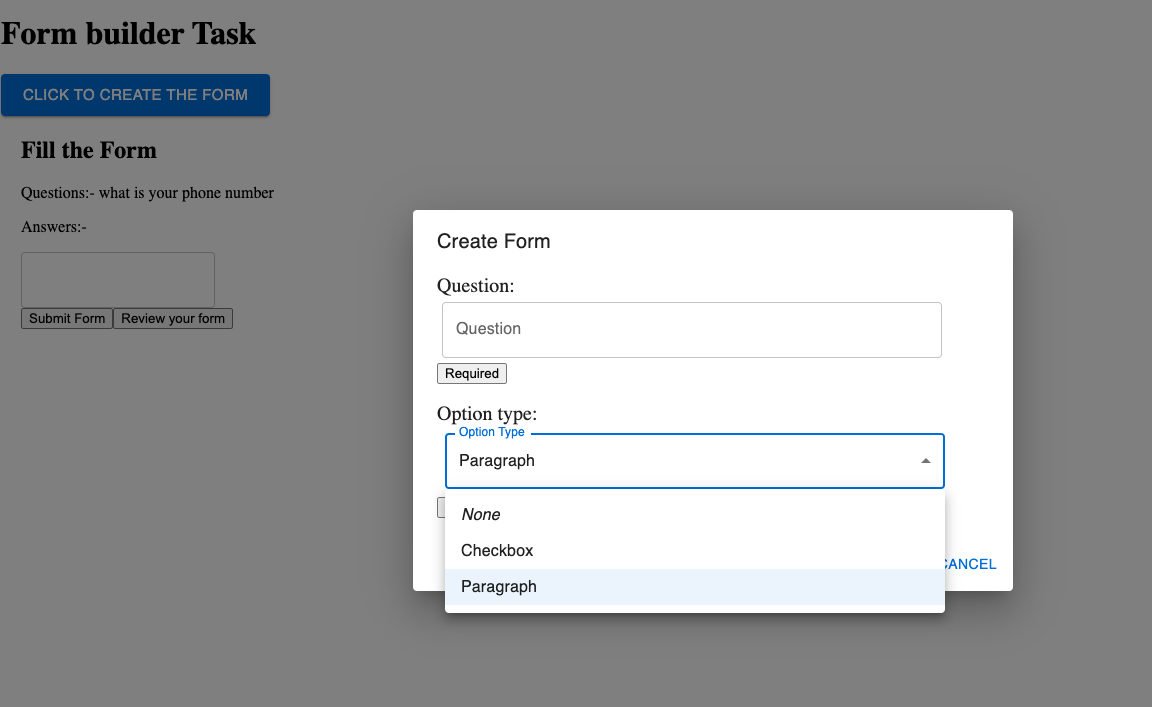 Form builder Task
CLICK TO CREATE THE FORM
Fill the Form
Questions:- what is your phone number
Answers:-
Submit Form
Review your form
Create Form
Question:
Question
Required
Option type:
Option Type
Paragraph
None
Checkbox
Paragraph
CANCEL